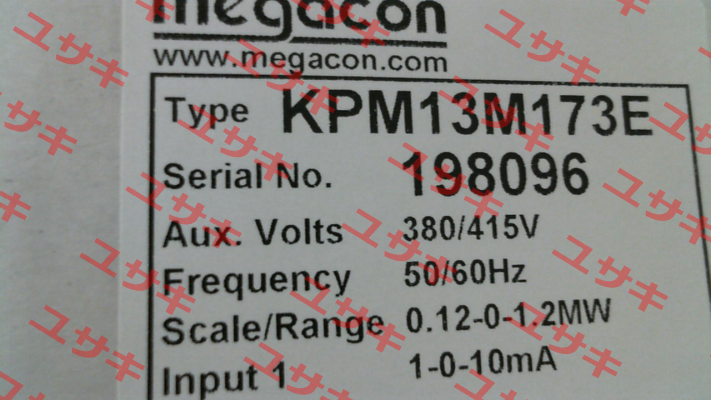 megacon
www.megacon.com
Type KPM13M173E
Serial No. 198096
Aux. Volts 380/415V
Frequency 50/60Hz
Scale/Range 0.12-0-1.2MW
Input 1 1-0-10mA
ユサキ